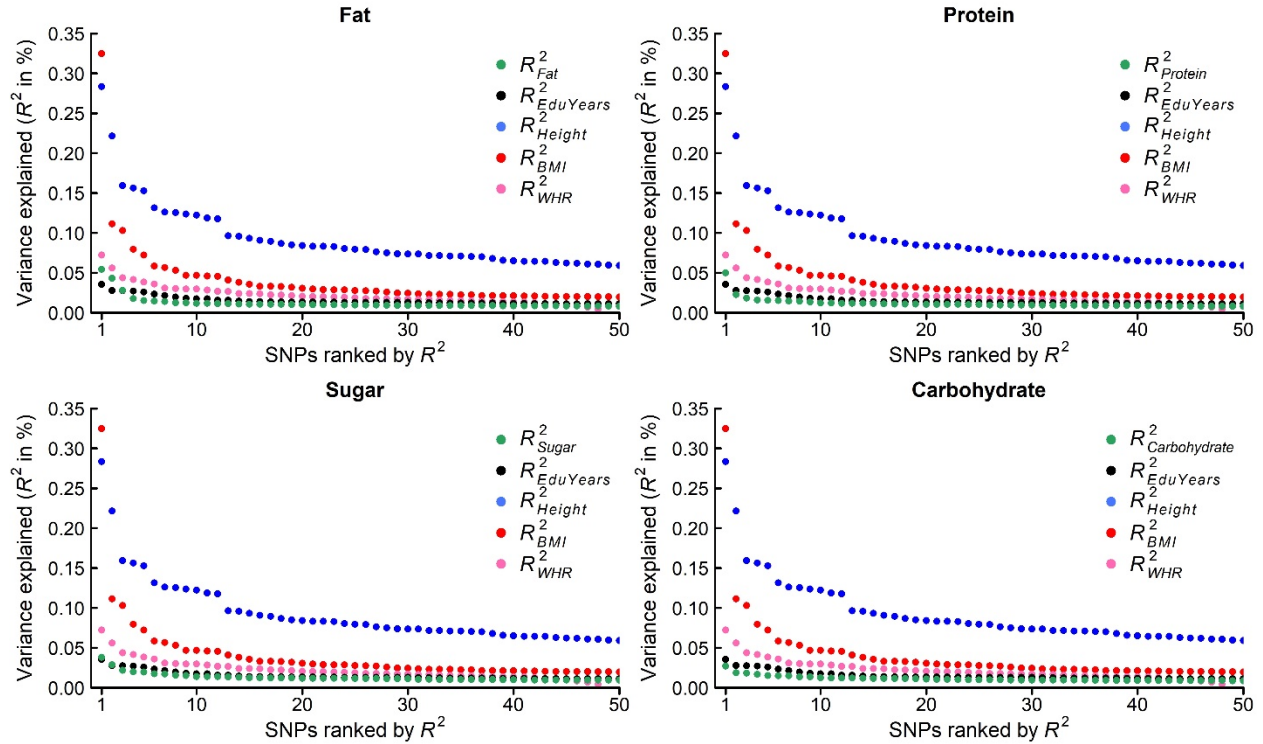 Fat
Variance explained (R² in %)
0.35
0.30
0.25
0.20
0.15
0.10
0.05
0.00
R²Fat
R²EduYears
R²Height
R²BMI
R²WHR
1 10 20 30 40 50
SNPs ranked by R²
Protein
Variance explained (R² in %)
0.35
0.30
0.25
0.20
0.15
0.10
0.05
0.00
R²Protein
R²EduYears
R²Height
R²BMI
R²WHR
1 10 20 30 40 50
SNPs ranked by R²
Sugar
Variance explained (R² in %)
0.35
0.30
0.25
0.20
0.15
0.10
0.05
0.00
R²Sugar
R²EduYears
R²Height
R²BMI
R²WHR
1 10 20 30 40 50
SNPs ranked by R²
Carbohydrate
Variance explained (R² in %)
0.35
0.30
0.25
0.20
0.15
0.10
0.05
0.00
R²Carbohydrate
R²EduYears
R²Height
R²BMI
R²WHR
1 10 20 30 40 50
SNPs ranked by R²